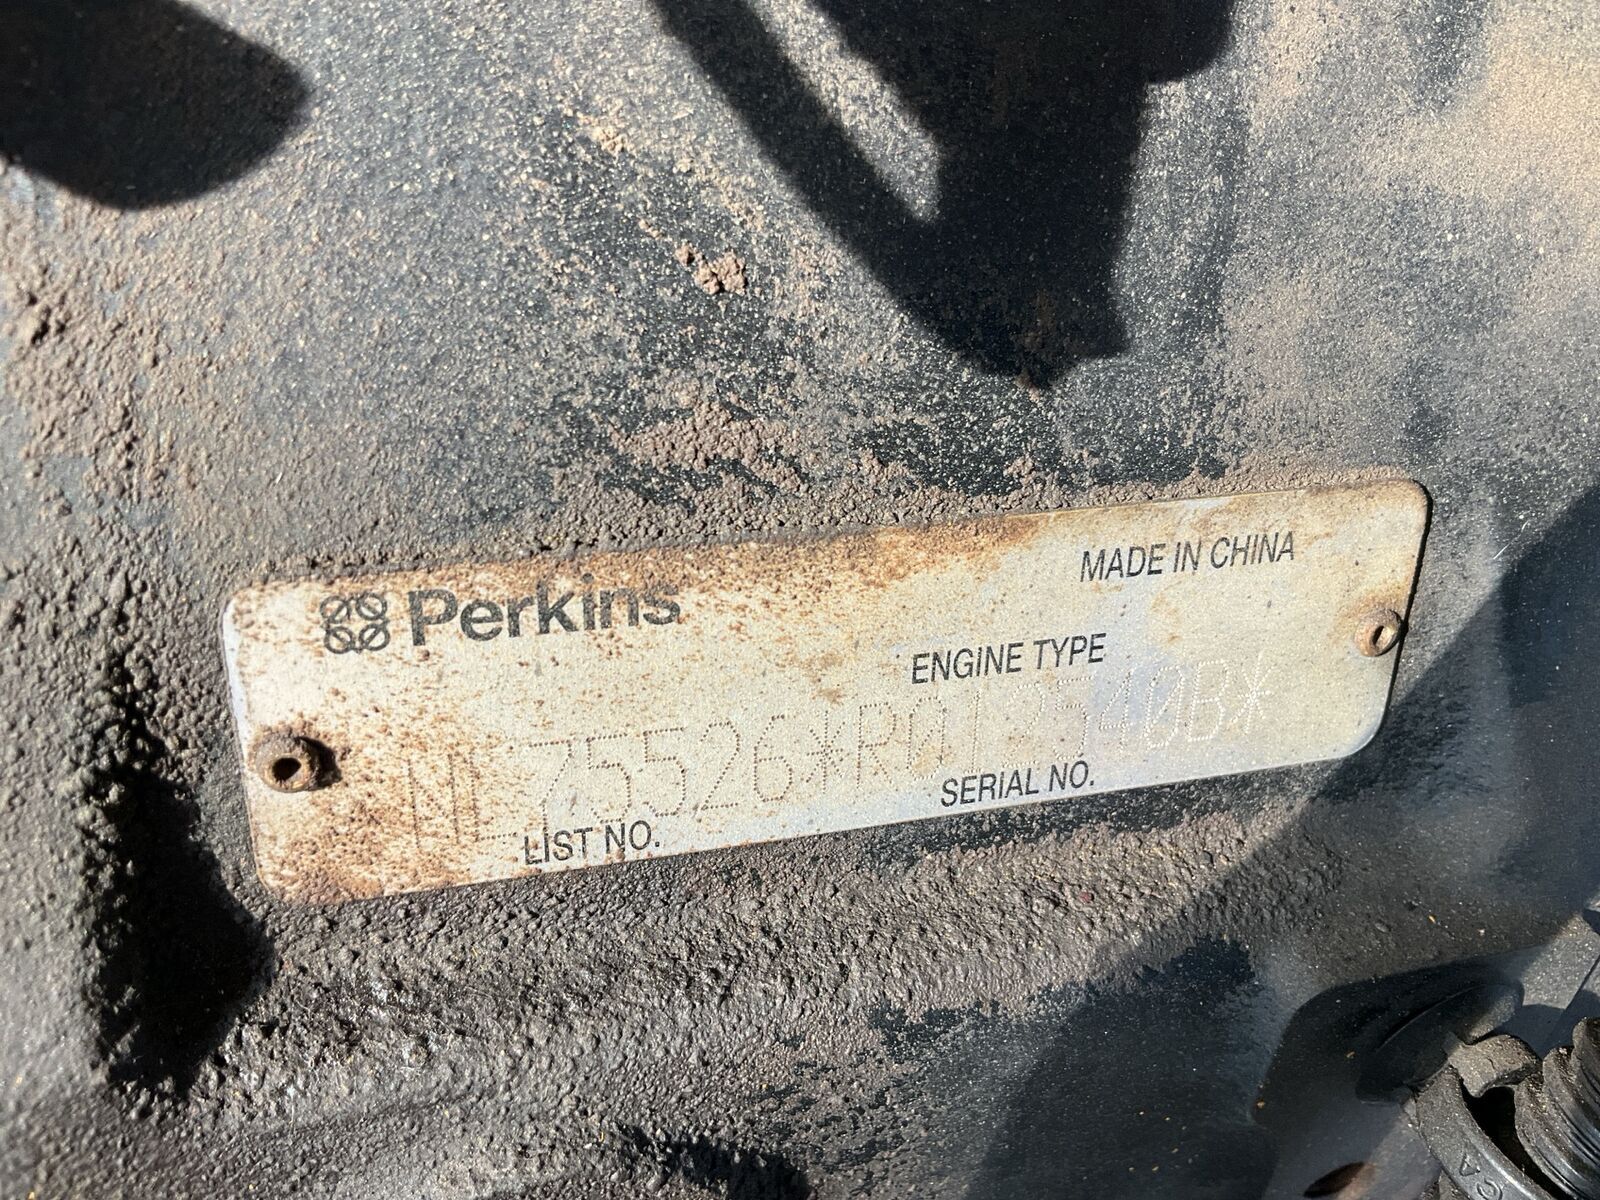 Perkins MADE IN CHINA
ENGINE TYPE
NL75526*R012540B*
LIST NO. SERIAL NO.